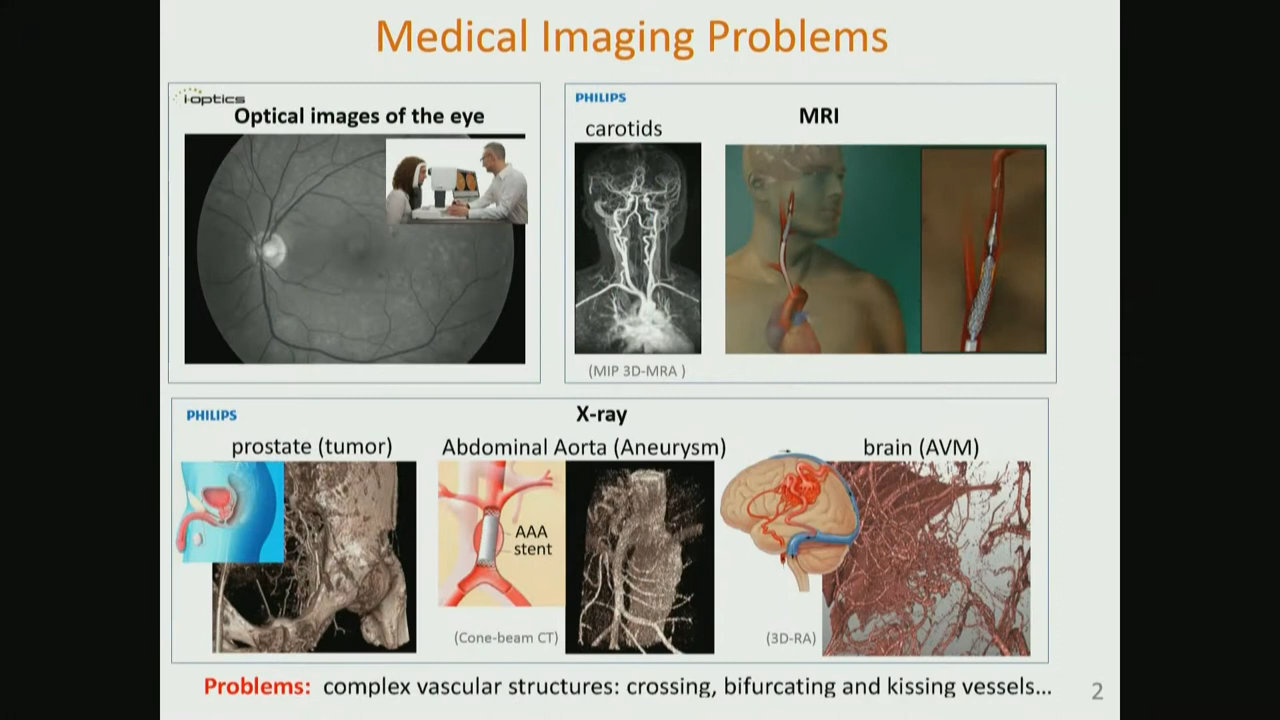 Medical Imaging Problems
i-optics
Optical images of the eye
PHILIPS
MRI
carotids
(MIP 3D-MRA )
PHILIPS
X-ray
prostate (tumor)
Abdominal Aorta (Aneurysm)
brain (AVM)
AAA
stent
(Cone-beam CT)
(3D-RA)
Problems: complex vascular structures: crossing, bifurcating and kissing vessels...
2